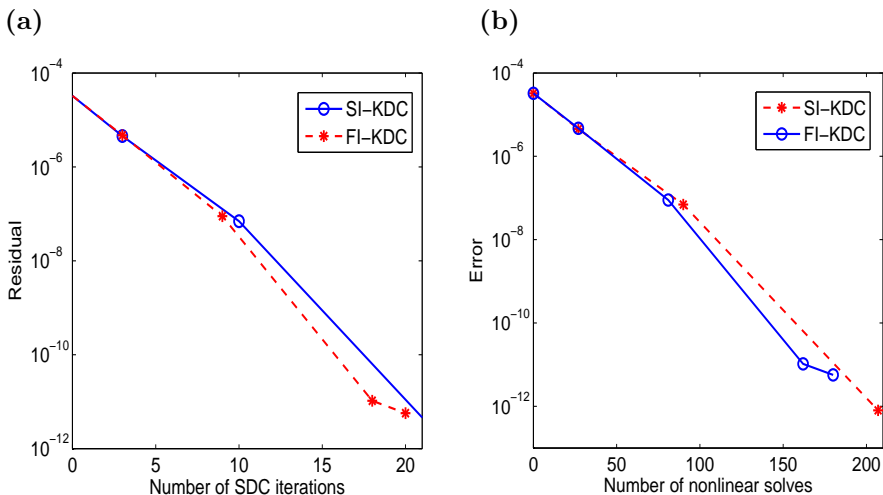 (a)
10^-4
10^-6
10^-8
10^-10
10^-12
Residual
0 5 10 15 20
Number of SDC iterations
SI-KDC
FI-KDC
(b)
10^-4
10^-6
10^-8
10^-10
10^-12
Error
0 50 100 150 200
Number of nonlinear solves
SI-KDC
FI-KDC